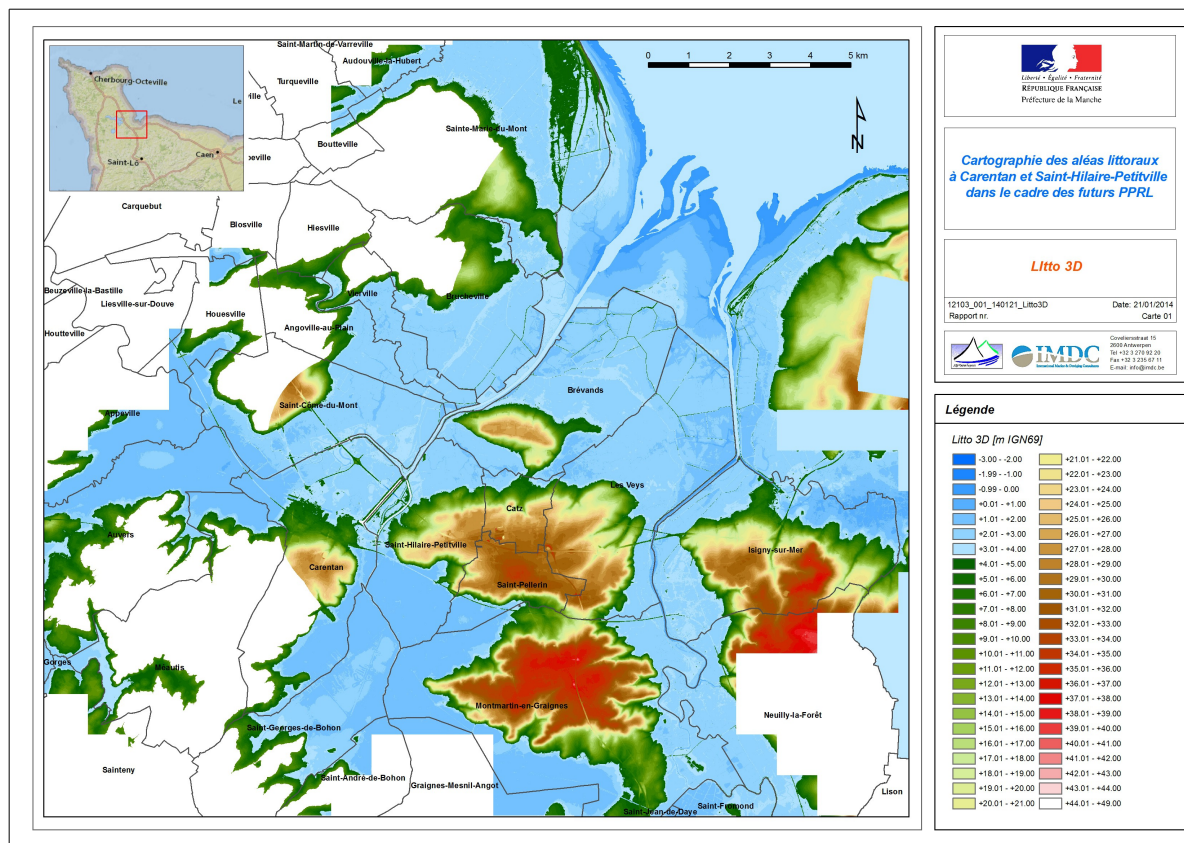 Saint-Martin-de-Varreville
Audouville-la-Hubert
Turqueville
Cherbourg-Octeville
Le
ville
Saint-Lô
Caen
0 1 2 3 4 5 km
N
Sainte-Marie-du-Mont
Boutteville
beville
Carquebut
Blosville
Hiesville
Beuzeville-la-Bastille
Liesville-sur-Douve
Vierville
Brucheville
Houesville
Houtteville
Angoville-au-Plain
Brévands
Saint-Côme-du-Mont
Appeville
Les Veys
Catz
Auvers
Saint-Hilaire-Petitville
Isigny-sur-Mer
Carentan
Saint-Pellerin
Gorges
Méautis
Montmartin-en-Graignes
Neuilly-la-Forêt
Saint-Georges-de-Bohon
Sainteny
Saint-André-de-Bohon
Graignes-Mesnil-Angot
Lison
Saint-Fromond
Saint-Jean-de-Daye
Liberté • Égalité • Fraternité
RÉPUBLIQUE FRANÇAISE
Préfecture de la Manche
Cartographie des aléas littoraux
à Carentan et Saint-Hilaire-Petitville
dans le cadre des futurs PPRL
LItto 3D
12103_001_140121_Litto3D Date: 21/01/2014
Rapport nr. Carte 01
IMDC
International Marine & Dredging Consultants
Coveliersstraat 15
2600 Antwerpen
Tel +32 3 270 92 20
Fax +32 3 235 67 11
E-mail: info@imdc.be
Légende
Litto 3D [m IGN69]
-3.00 - -2.00 +21.01 - +22.00
-1.99 - -1.00 +22.01 - +23.00
-0.99 - 0.00 +23.01 - +24.00
+0.01 - +1.00 +24.01 - +25.00
+1.01 - +2.00 +25.01 - +26.00
+2.01 - +3.00 +26.01 - +27.00
+3.01 - +4.00 +27.01 - +28.00
+4.01 - +5.00 +28.01 - +29.00
+5.01 - +6.00 +29.01 - +30.00
+6.01 - +7.00 +30.01 - +31.00
+7.01 - +8.00 +31.01 - +32.00
+8.01 - +9.00 +32.01 - +33.00
+9.01 - +10.00 +33.01 - +34.00
+10.01 - +11.00 +34.01 - +35.00
+11.01 - +12.00 +35.01 - +36.00
+12.01 - +13.00 +36.01 - +37.00
+13.01 - +14.00 +37.01 - +38.00
+14.01 - +15.00 +38.01 - +39.00
+15.01 - +16.00 +39.01 - +40.00
+16.01 - +17.00 +40.01 - +41.00
+17.01 - +18.00 +41.01 - +42.00
+18.01 - +19.00 +42.01 - +43.00
+19.01 - +20.00 +43.01 - +44.00
+20.01 - +21.00 +44.01 - +49.00